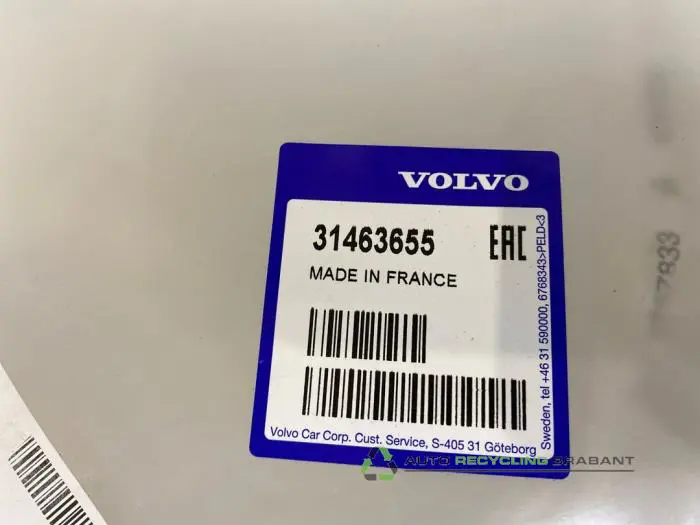 VOLVO
31463655 EAC
MADE IN FRANCE
Volvo Car Corp. Cust. Service, S-405 31 Göteborg
Sweden, tel +46 31 590000, 6768343>PELD<3
AUTO RECYCLING BRABANT